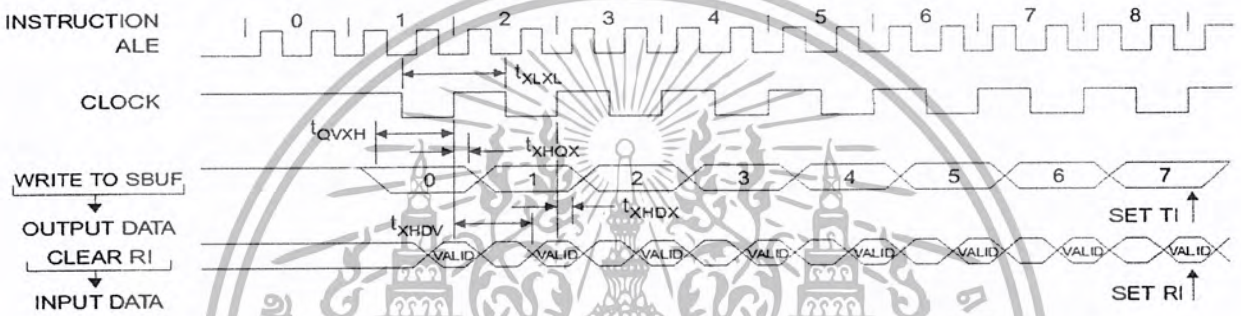 INSTRUCTION 0 1 2 3 4 5 6 7 8
ALE
tXLXL
CLOCK
tQVXH
tXHQX
WRITE TO SBUF 0 1 2 3 4 5 6 7
tXHDX
SET TI
OUTPUT DATA
tXHDV
CLEAR RI VALID VALID VALID VALID VALID VALID VALID VALID
SET RI
INPUT DATA